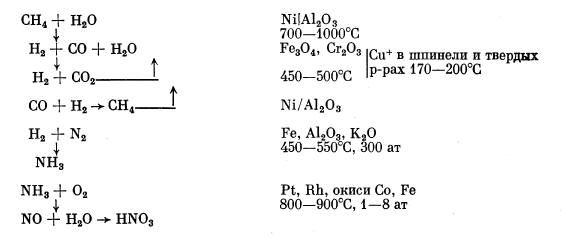 CH₄ + H₂O Ni|Al₂O₃
700—1000°C
H₂ + CO + H₂O Fe₃O₄, Cr₂O₃ |Cu⁺ в шпинели и твердых
H₂ + CO₂ 450—500°C р-рах 170—200°C
CO + H₂ → CH₄ Ni/Al₂O₃
H₂ + N₂ Fe, Al₂O₃, K₂O
450—550°C, 300 ат
NH₃
NH₃ + O₂ Pt, Rh, окиси Co, Fe
800—900°C, 1—8 ат
NO + H₂O → HNO₃